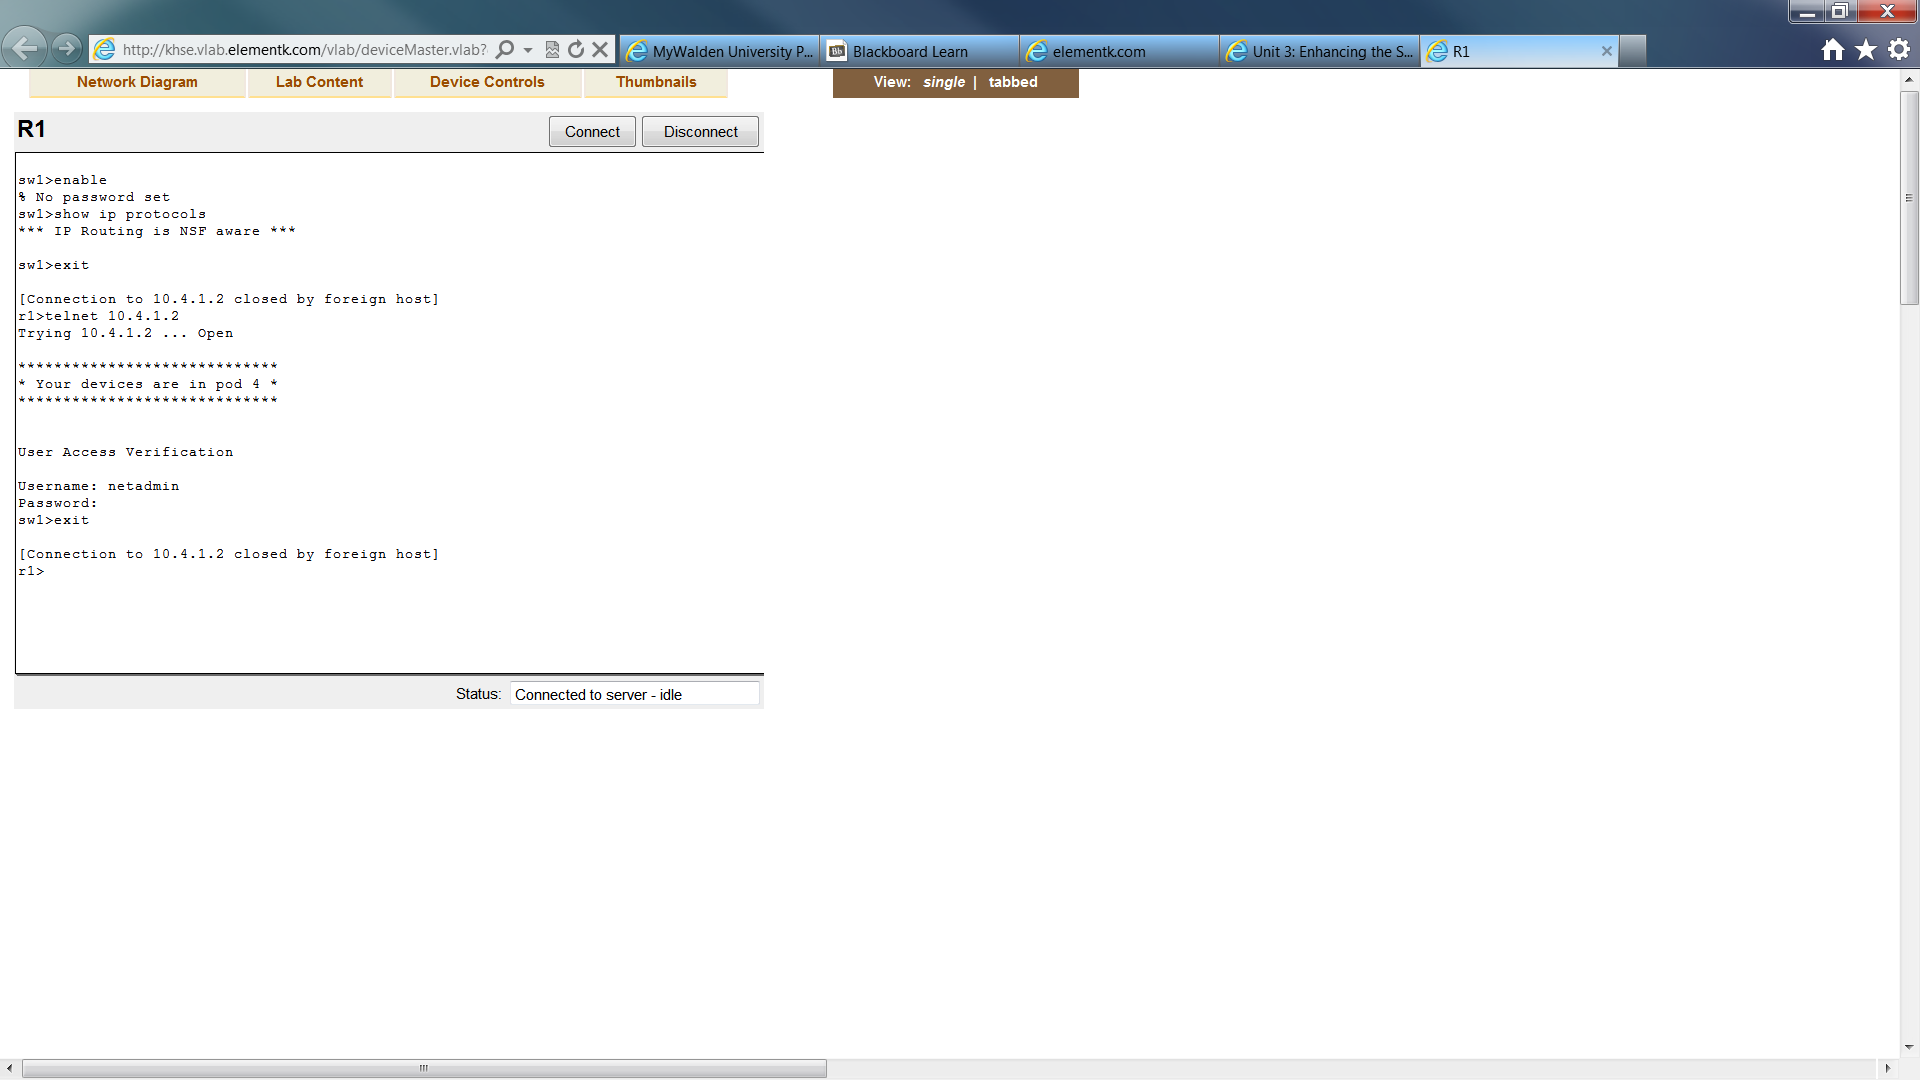 http://khse.vlab.elementk.com/vlab/deviceMaster.vlab?
MyWalden University P...
Bb
Blackboard Learn
elementk.com
Unit 3: Enhancing the S...
R1
Network Diagram
Lab Content
Device Controls
Thumbnails
View: single | tabbed
R1
Connect
Disconnect
sw1>enable
% No password set
sw1>show ip protocols
*** IP Routing is NSF aware ***
sw1>exit
[Connection to 10.4.1.2 closed by foreign host]
r1>telnet 10.4.1.2
Trying 10.4.1.2 ... Open
*****************************
* Your devices are in pod 4 *
*****************************
User Access Verification
Username: netadmin
Password:
sw1>exit
[Connection to 10.4.1.2 closed by foreign host]
r1>
Status: Connected to server - idle